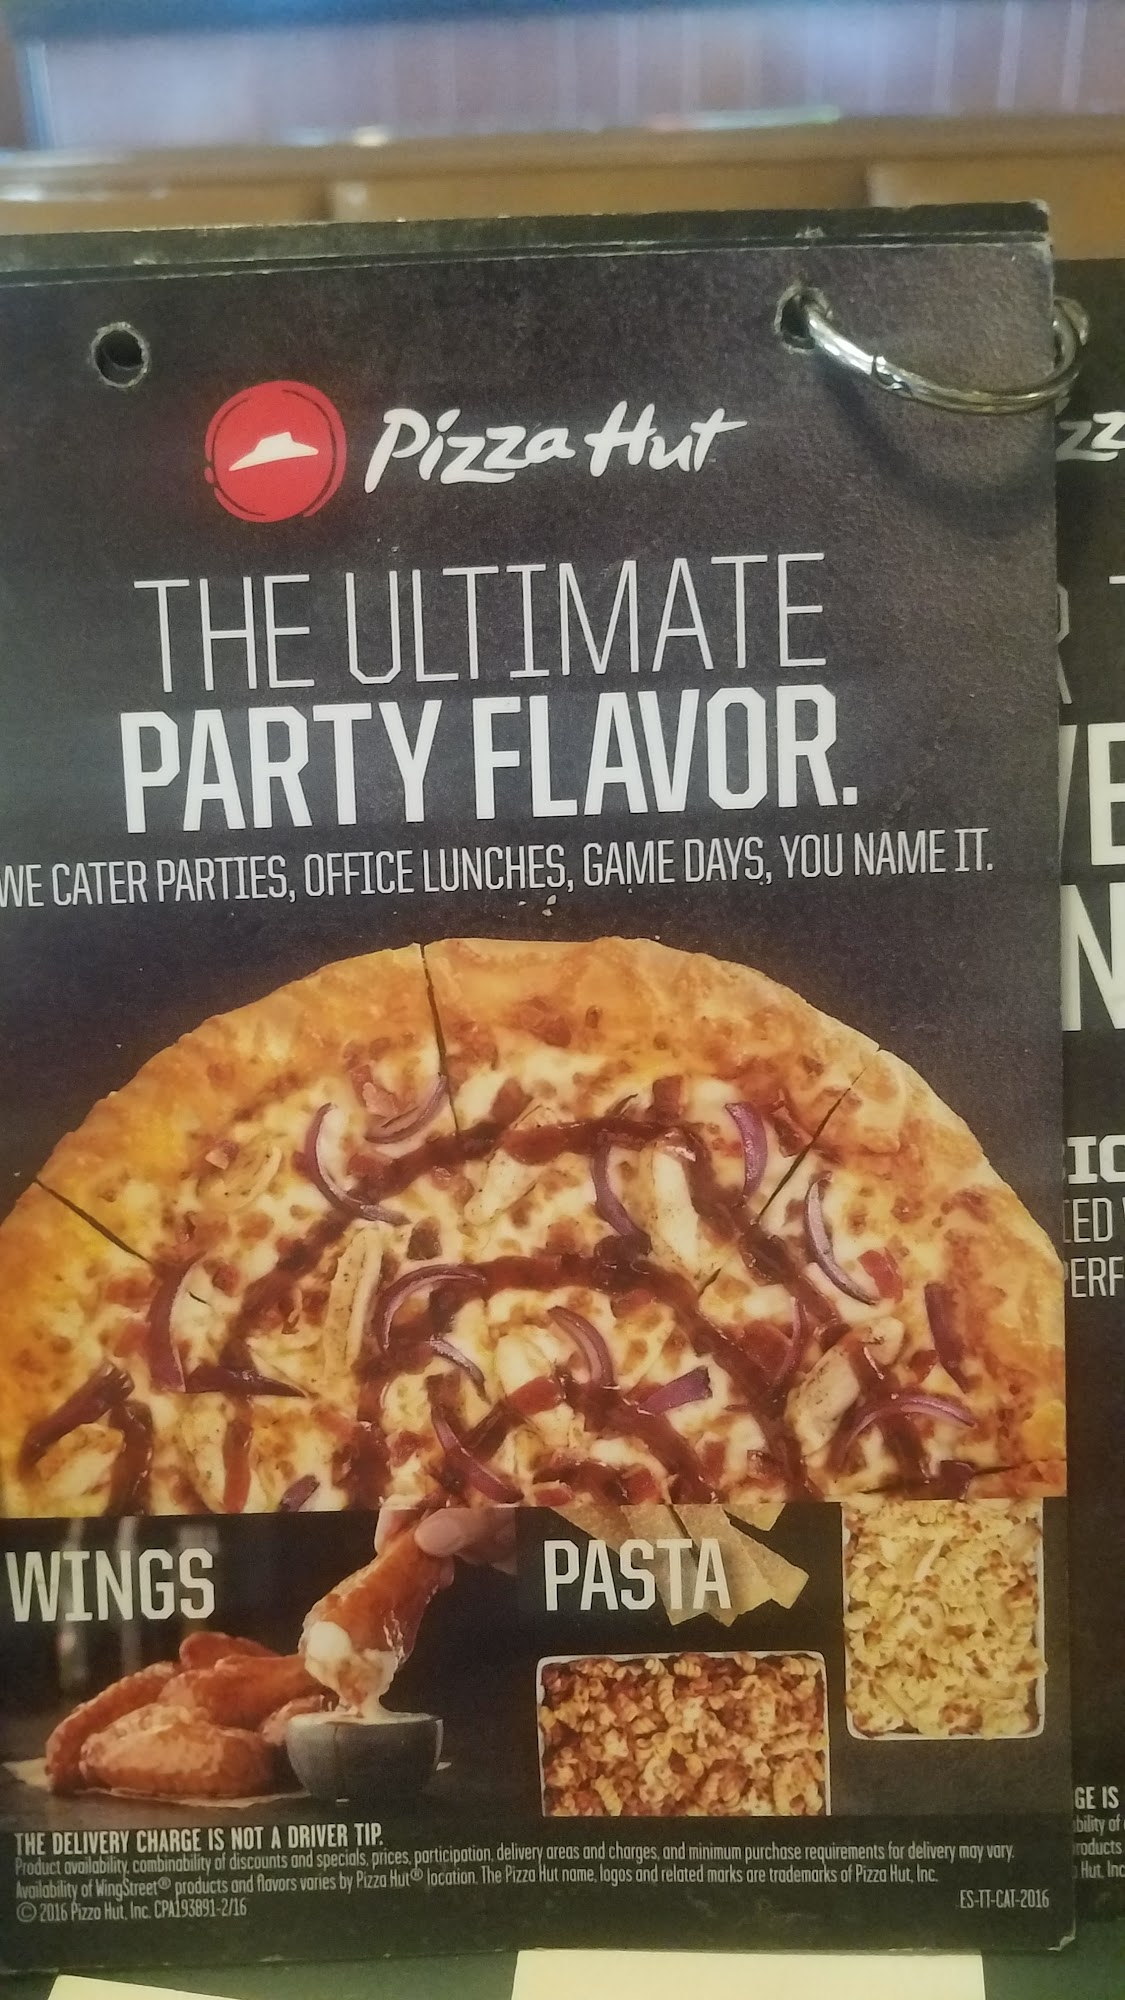 Pizza Hut
THE ULTIMATE
PARTY FLAVOR.
WE CATER PARTIES, OFFICE LUNCHES, GAME DAYS, YOU NAME IT.
WINGS
PASTA
THE DELIVERY CHARGE IS NOT A DRIVER TIP.
Product availability, combinability of discounts and specials, prices, participation, delivery areas and charges, and minimum purchase requirements for delivery may vary.
Availability of WingStreet® products and flavors varies by Pizza Hut® location. The Pizza Hut name, logos and related marks are trademarks of Pizza Hut, Inc.
© 2016 Pizza Hut, Inc. CPA193891-2/16
ES-TT-CAT-2016
GE IS
Hut, Inc